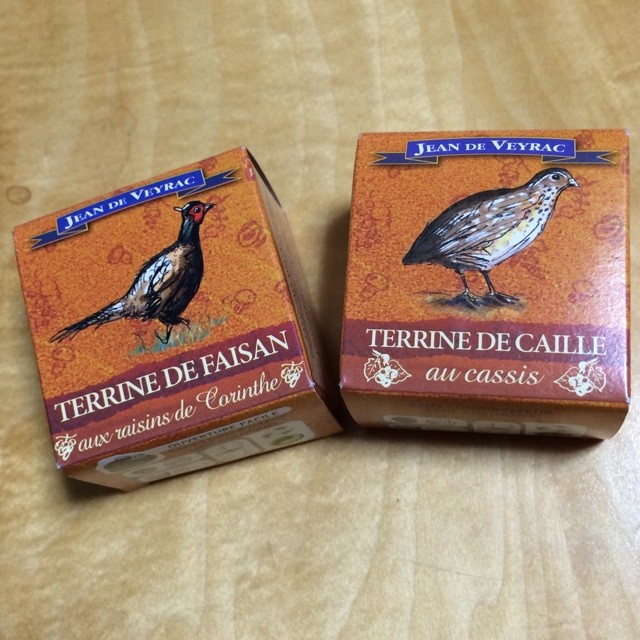 JEAN DE VEYRAC
TERRINE DE FAISAN
aux raisins de Corinthe
OUVERTURE FACILE
JEAN DE VEYRAC
TERRINE DE CAILLE
au cassis